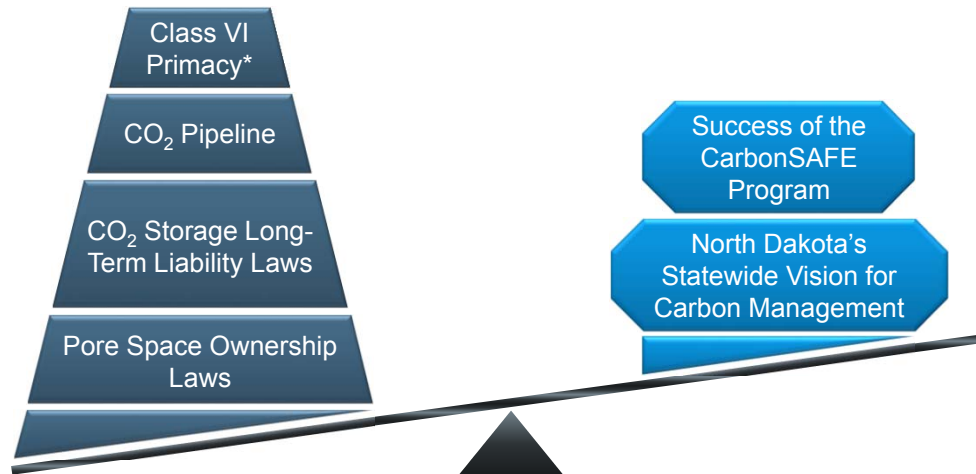 Class VI
Primacy*
CO₂ Pipeline
CO₂ Storage Long-
Term Liability Laws
Pore Space Ownership
Laws
Success of the
CarbonSAFE
Program
North Dakota’s
Statewide Vision for
Carbon Management